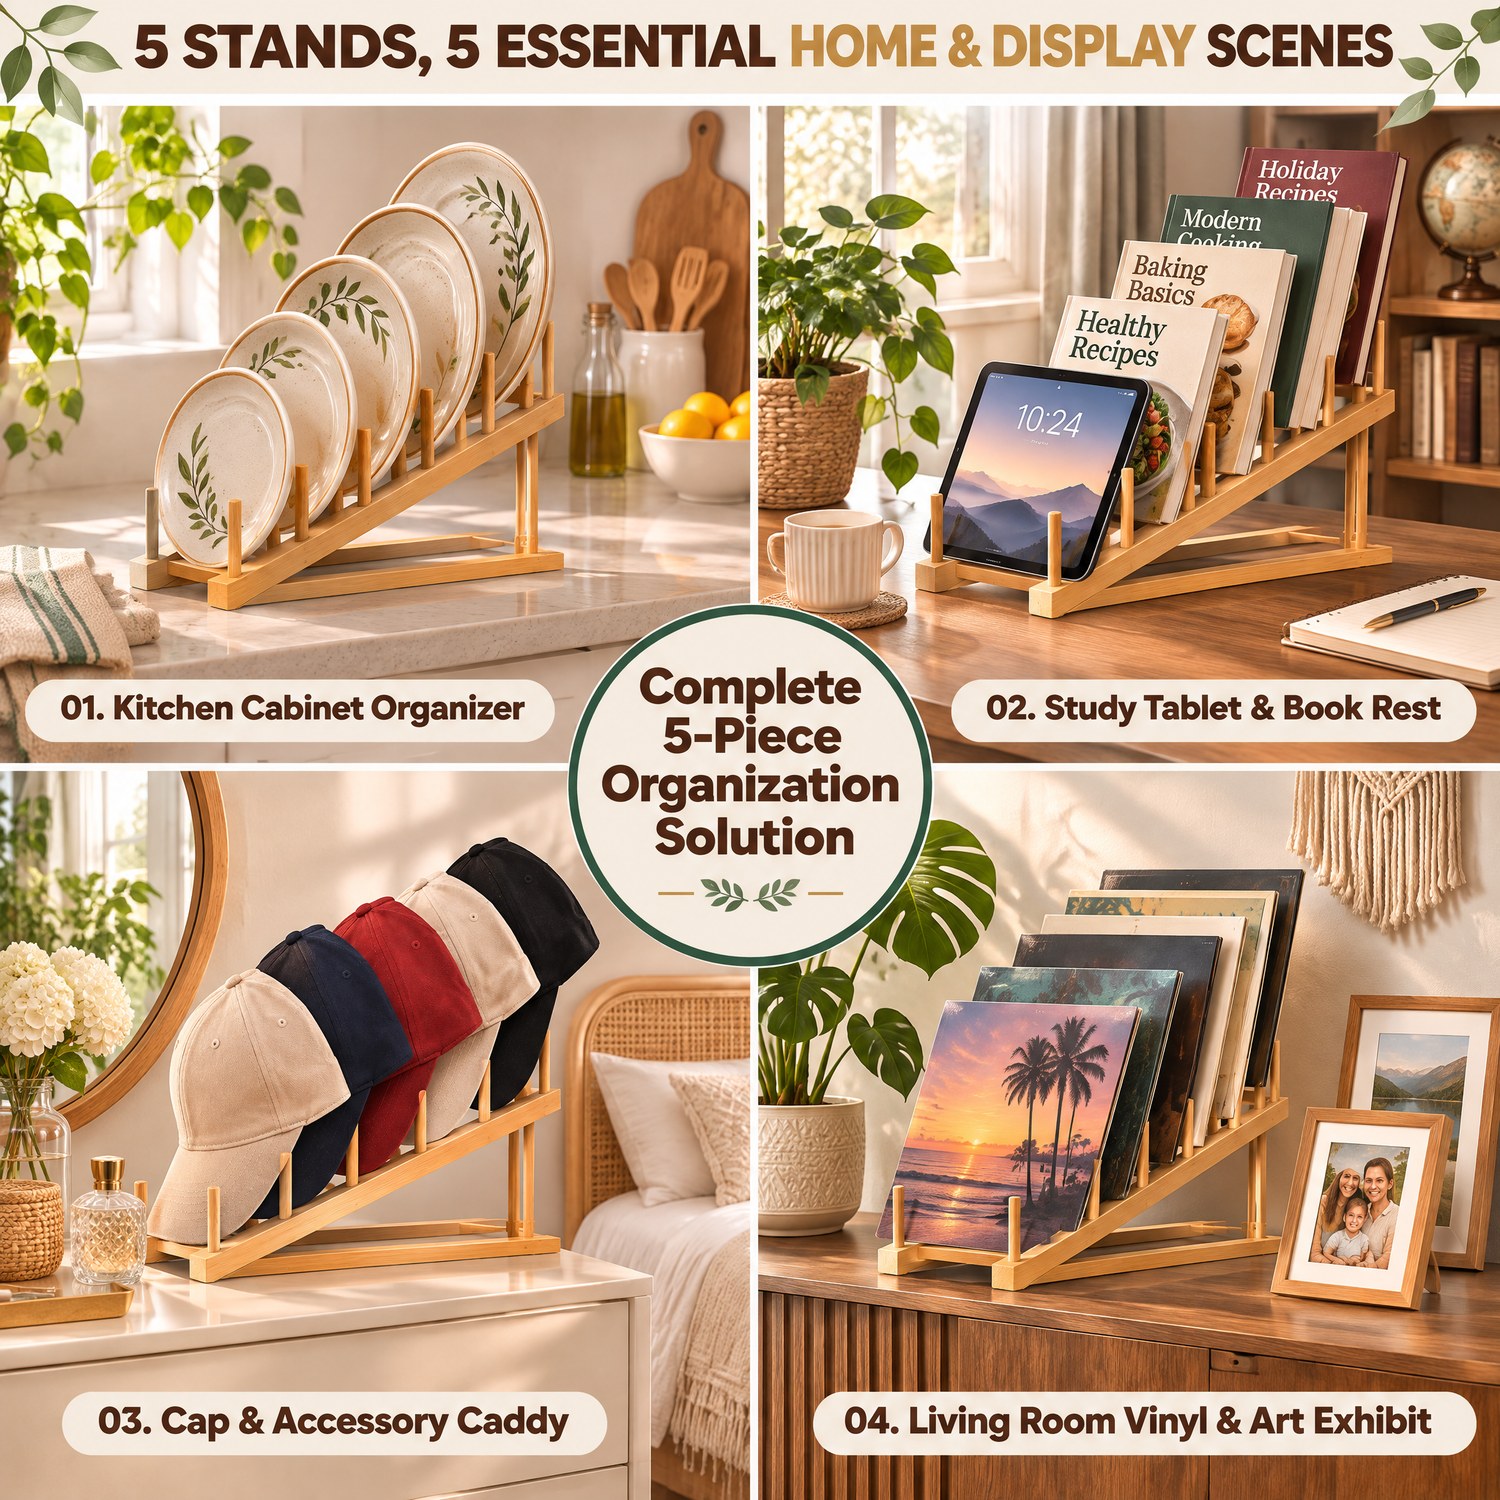 5 STANDS, 5 ESSENTIAL HOME & DISPLAY SCENES
Holiday
Recipes
Modern
Cooking
Baking
Basics
Healthy
Recipes
10:24
01. Kitchen Cabinet Organizer
02. Study Tablet & Book Rest
Complete
5-Piece
Organization
Solution
03. Cap & Accessory Caddy
04. Living Room Vinyl & Art Exhibit